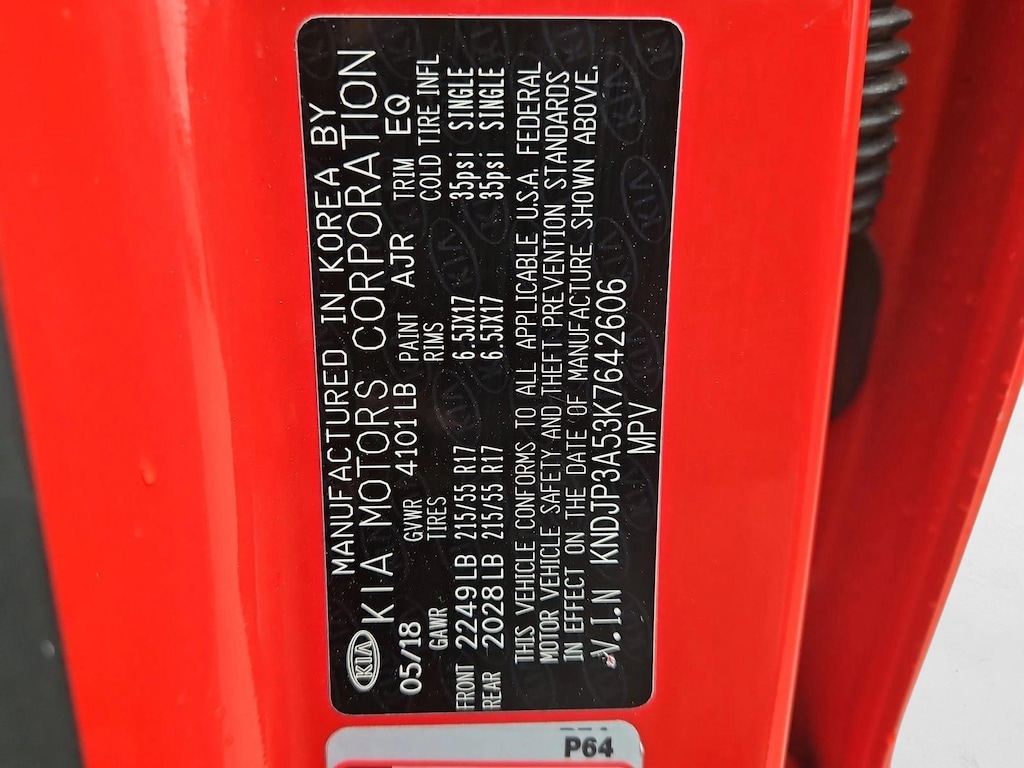 MANUFACTURED IN KOREA BY
KIA KIA MOTORS CORPORATION
05/18 GVWR 4101LB PAINT AJR TRIM EQ
GAWR TIRES RIMS COLD TIRE INFL
FRONT 2249LB 215/55 R17 6.5JX17 35psi SINGLE
REAR 2028LB 215/55 R17 6.5JX17 35psi SINGLE
THIS VEHICLE CONFORMS TO ALL APPLICABLE U.S.A. FEDERAL
MOTOR VEHICLE SAFETY AND THEFT PREVENTION STANDARDS
IN EFFECT ON THE DATE OF MANUFACTURE SHOWN ABOVE.
V.I.N KNDJP3A53K7642606
MPV
P64